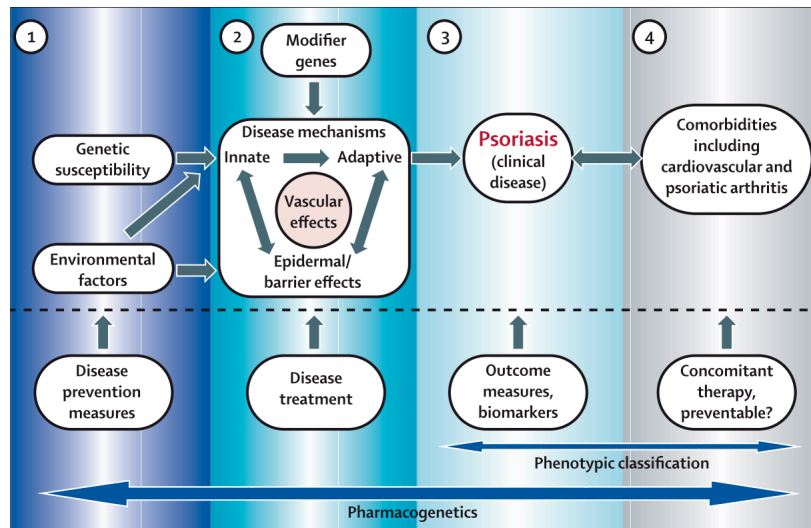 1
2
3
4
Modifier
genes
Disease mechanisms
Innate
Adaptive
Vascular
effects
Epidermal/
barrier effects
Genetic
susceptibility
Environmental
factors
Psoriasis
(clinical
disease)
Comorbidities
including
cardiovascular and
psoriatic arthritis
Disease
prevention
measures
Disease
treatment
Outcome
measures,
biomarkers
Concomitant
therapy,
preventable?
Phenotypic classification
Pharmacogenetics